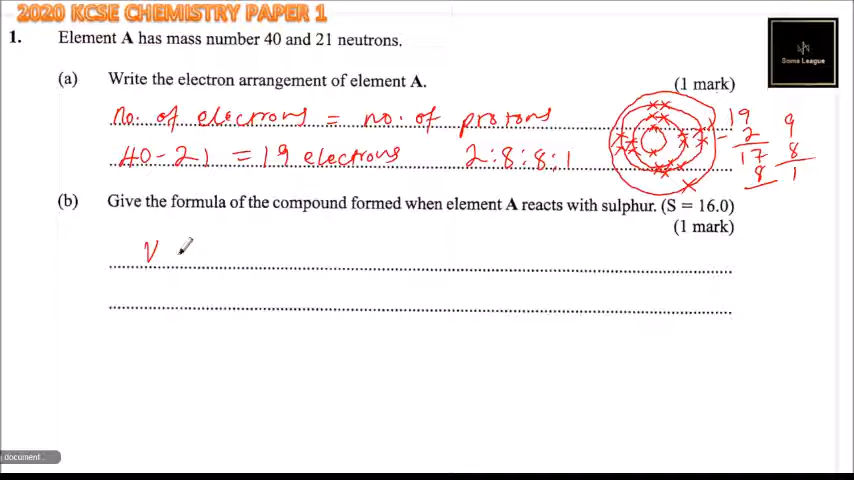 2020 KCSE CHEMISTRY PAPER 1
1. Element A has mass number 40 and 21 neutrons.
Soma League
(a) Write the electron arrangement of element A. (1 mark)
no. of electrons = no. of protons
40 - 21 = 19 electrons 2:8:8:1
19
- 2
17
8
9
8
1
(b) Give the formula of the compound formed when element A reacts with sulphur. (S = 16.0)
(1 mark)
V
document...